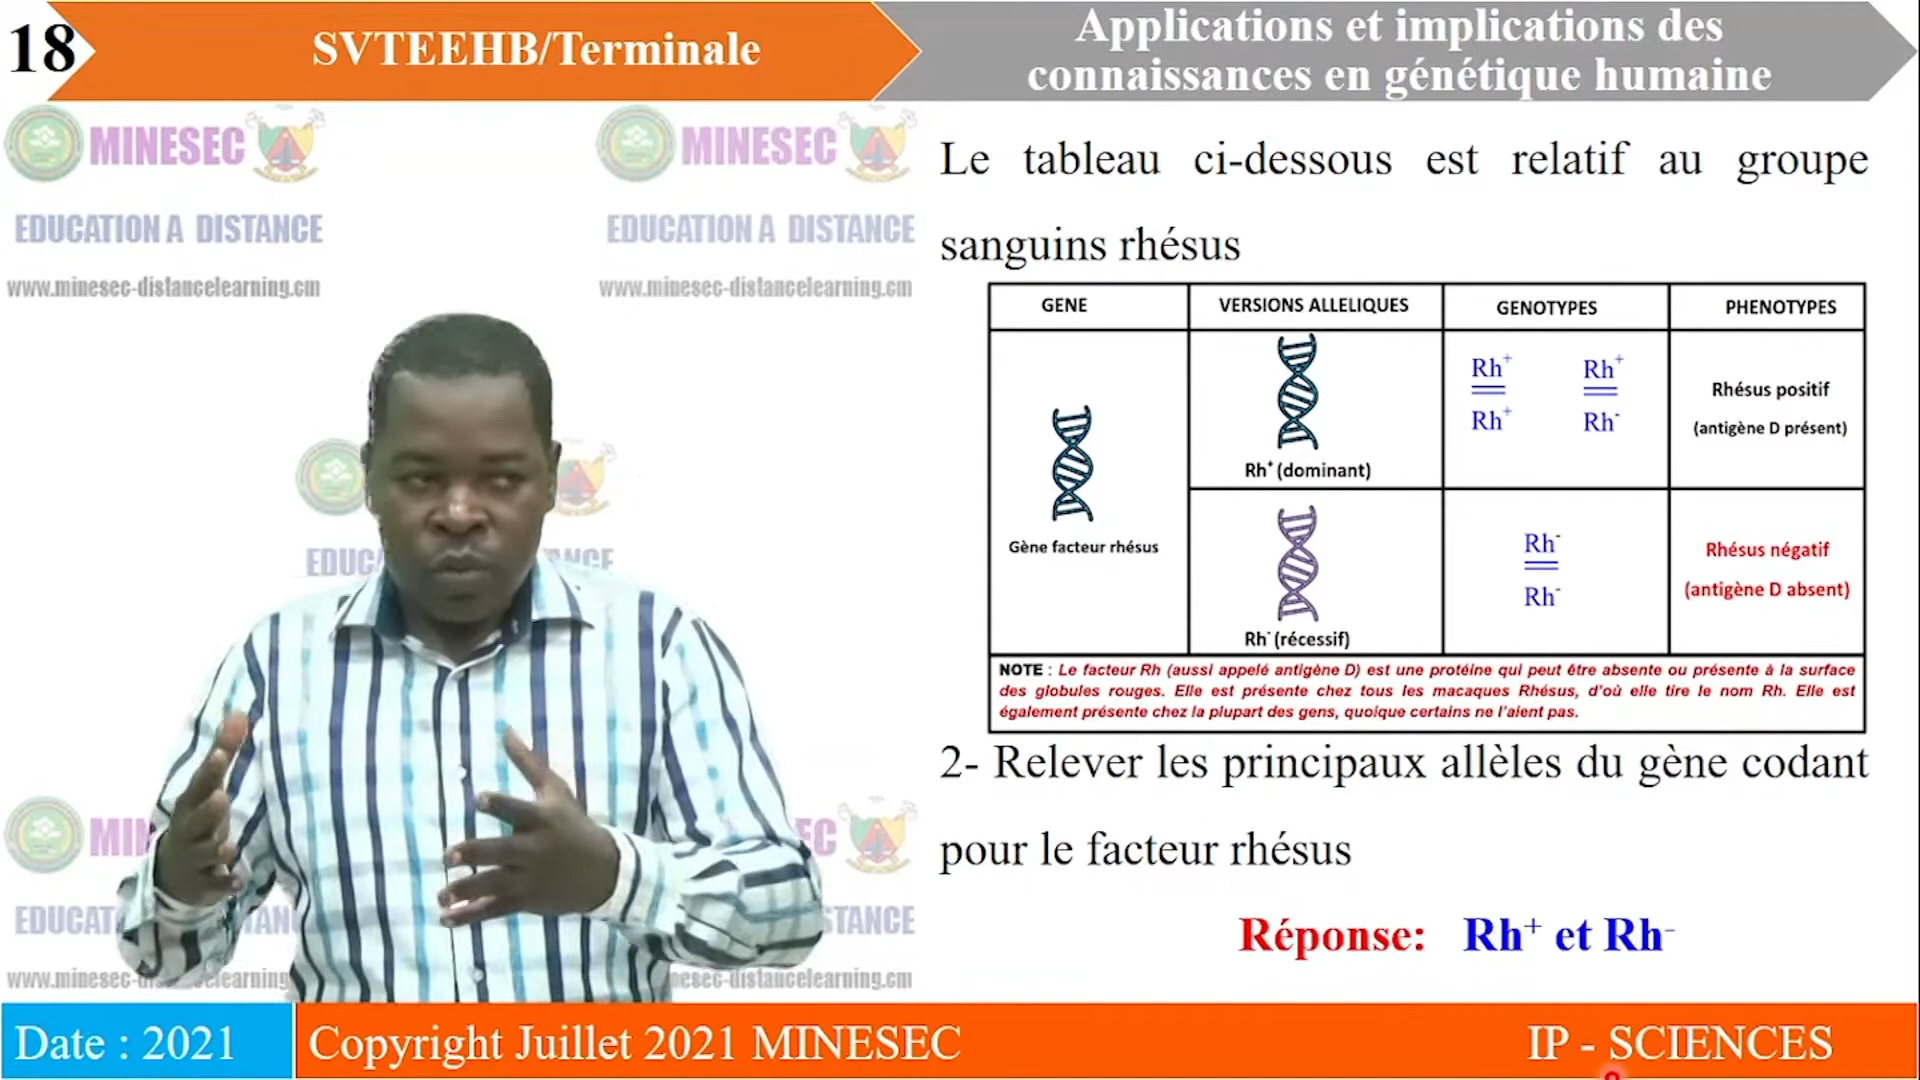 18
SVTEEHB/Terminale
Applications et implications des
connaissances en génétique humaine
MINESEC
MINESEC
EDUCATION A DISTANCE
EDUCATION A DISTANCE
www.minesec-distancelearning.cm
www.minesec-distancelearning.cm
Le tableau ci-dessous est relatif au groupe
sanguins rhésus
GENE
VERSIONS ALLELIQUES
GENOTYPES
PHENOTYPES
Gène facteur rhésus
Rh⁺ (dominant)
Rh⁺ Rh⁺
Rh⁺ Rh⁻
Rhésus positif
(antigène D présent)
Rh⁻ (récessif)
Rh⁻
Rh⁻
Rhésus négatif
(antigène D absent)
NOTE : Le facteur Rh (aussi appelé antigène D) est une protéine qui peut être absente ou présente à la surface
des globules rouges. Elle est présente chez tous les macaques Rhésus, d'où elle tire le nom Rh. Elle est
également présente chez la plupart des gens, quoique certains ne l'aient pas.
2- Relever les principaux allèles du gène codant
pour le facteur rhésus
Réponse: Rh⁺ et Rh⁻
Date : 2021
Copyright Juillet 2021 MINESEC
IP - SCIENCES